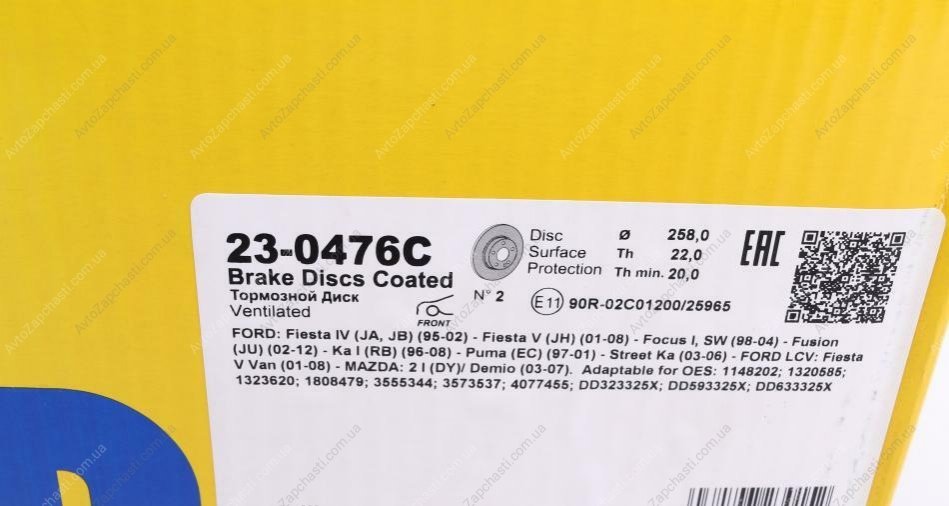 23-0476C
Brake Discs Coated
Тормозной Диск
Ventilated
FRONT
Disc
Surface
Protection
Ø 258,0
Th 22,0
Th min. 20,0
N° 2
E11 90R-02C01200/25965
EAC
FORD: Fiesta IV (JA, JB) (95-02) - Fiesta V (JH) (01-08) - Focus I, SW (98-04) - Fusion
(JU) (02-12) - Ka I (RB) (96-08) - Puma (EC) (97-01) - Street Ka (03-06) - FORD LCV: Fiesta
V Van (01-08) - MAZDA: 2 I (DY)/ Demio (03-07). Adaptable for OES: 1148202; 1320585;
1323620; 1808479; 3555344; 3573537; 4077455; DD323325X; DD593325X; DD633325X
AvtoZapchasti.com.ua